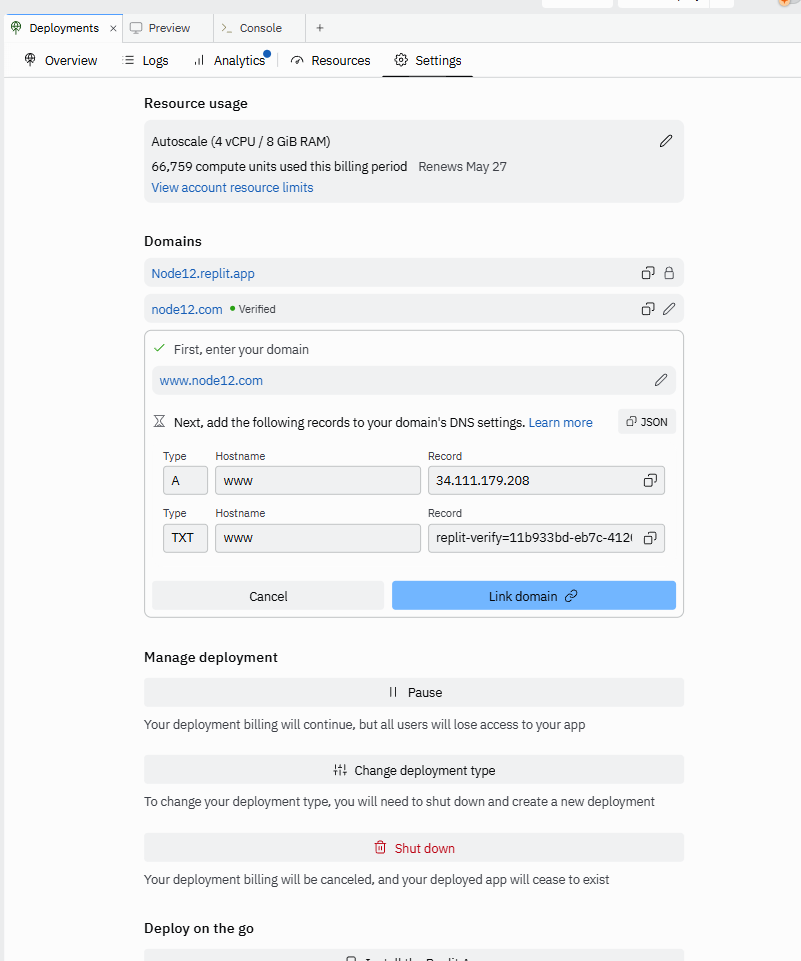 Deployments × Preview Console +
Overview Logs Analytics Resources Settings
Resource usage
Autoscale (4 vCPU / 8 GiB RAM)
66,759 compute units used this billing period Renews May 27
View account resource limits
Domains
Node12.replit.app
node12.com • Verified
First, enter your domain
www.node12.com
Next, add the following records to your domain's DNS settings. Learn more JSON
Type Hostname Record
A www 34.111.179.208
Type Hostname Record
TXT www replit-verify=11b933bd-eb7c-412
Cancel Link domain
Manage deployment
Pause
Your deployment billing will continue, but all users will lose access to your app
Change deployment type
To change your deployment type, you will need to shut down and create a new deployment
Shut down
Your deployment billing will be canceled, and your deployed app will cease to exist
Deploy on the go